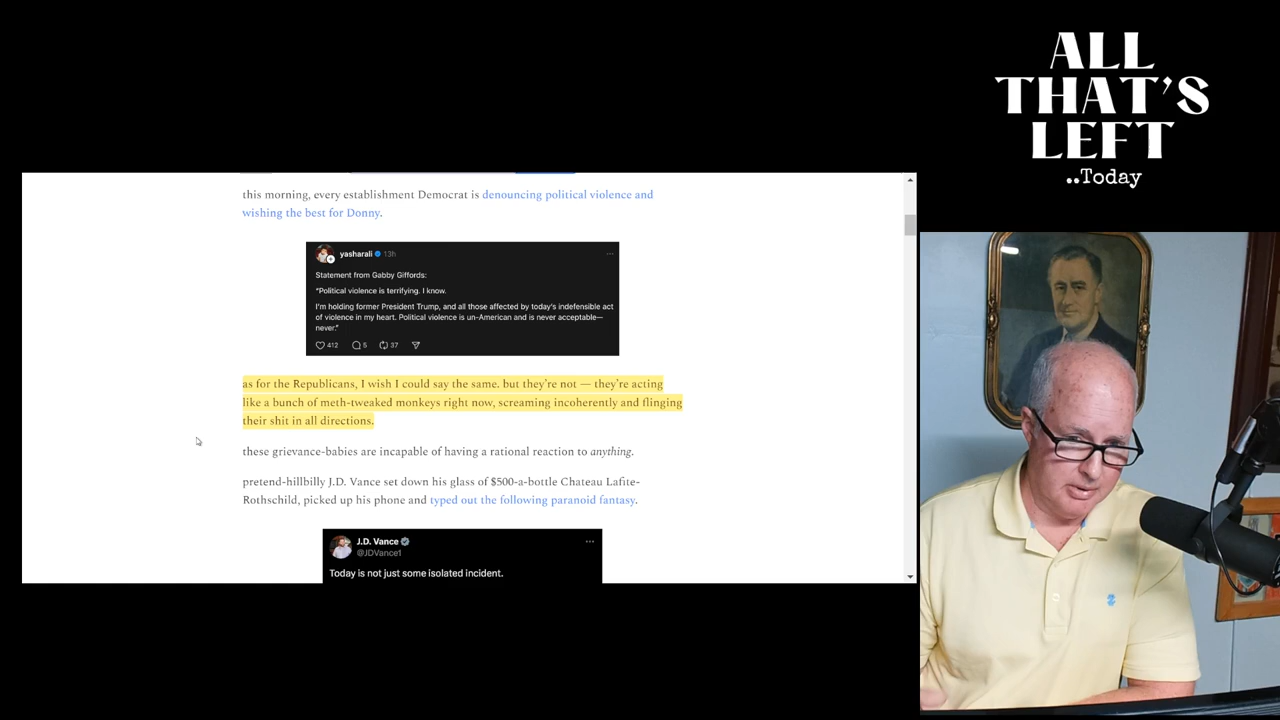 ALL
THAT'S
LEFT
..Today
this morning, every establishment Democrat is denouncing political violence and
wishing the best for Donny.
yasharali 13h
Statement from Gabby Giffords:
"Political violence is terrifying. I know.
I'm holding former President Trump, and all those affected by today's indefensible act
of violence in my heart. Political violence is un-American and is never acceptable—
never."
412 5 37
as for the Republicans, I wish I could say the same. but they're not — they're acting
like a bunch of meth-tweaked monkeys right now, screaming incoherently and flinging
their shit in all directions.
these grievance-babies are incapable of having a rational reaction to anything.
pretend-hillbilly J.D. Vance set down his glass of $500-a-bottle Chateau Lafite-
Rothschild, picked up his phone and typed out the following paranoid fantasy.
J.D. Vance
@JDVance1
Today is not just some isolated incident.